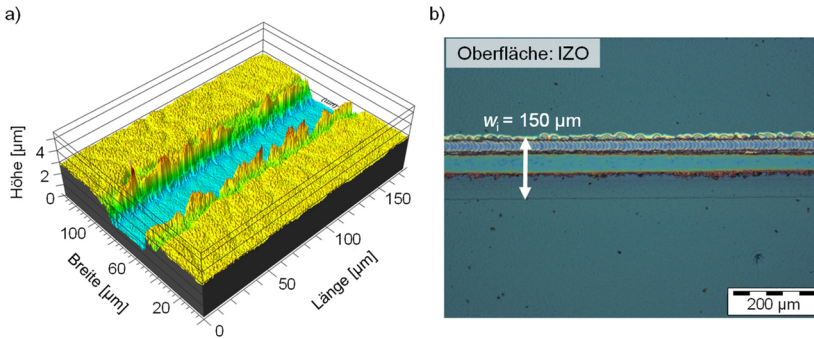 a)
Höhe [µm]
4
2
0
100
60
20
Breite [µm]
0
50
100
150
Länge [µm]
b)
Oberfläche: IZO
wi = 150 µm
200 µm